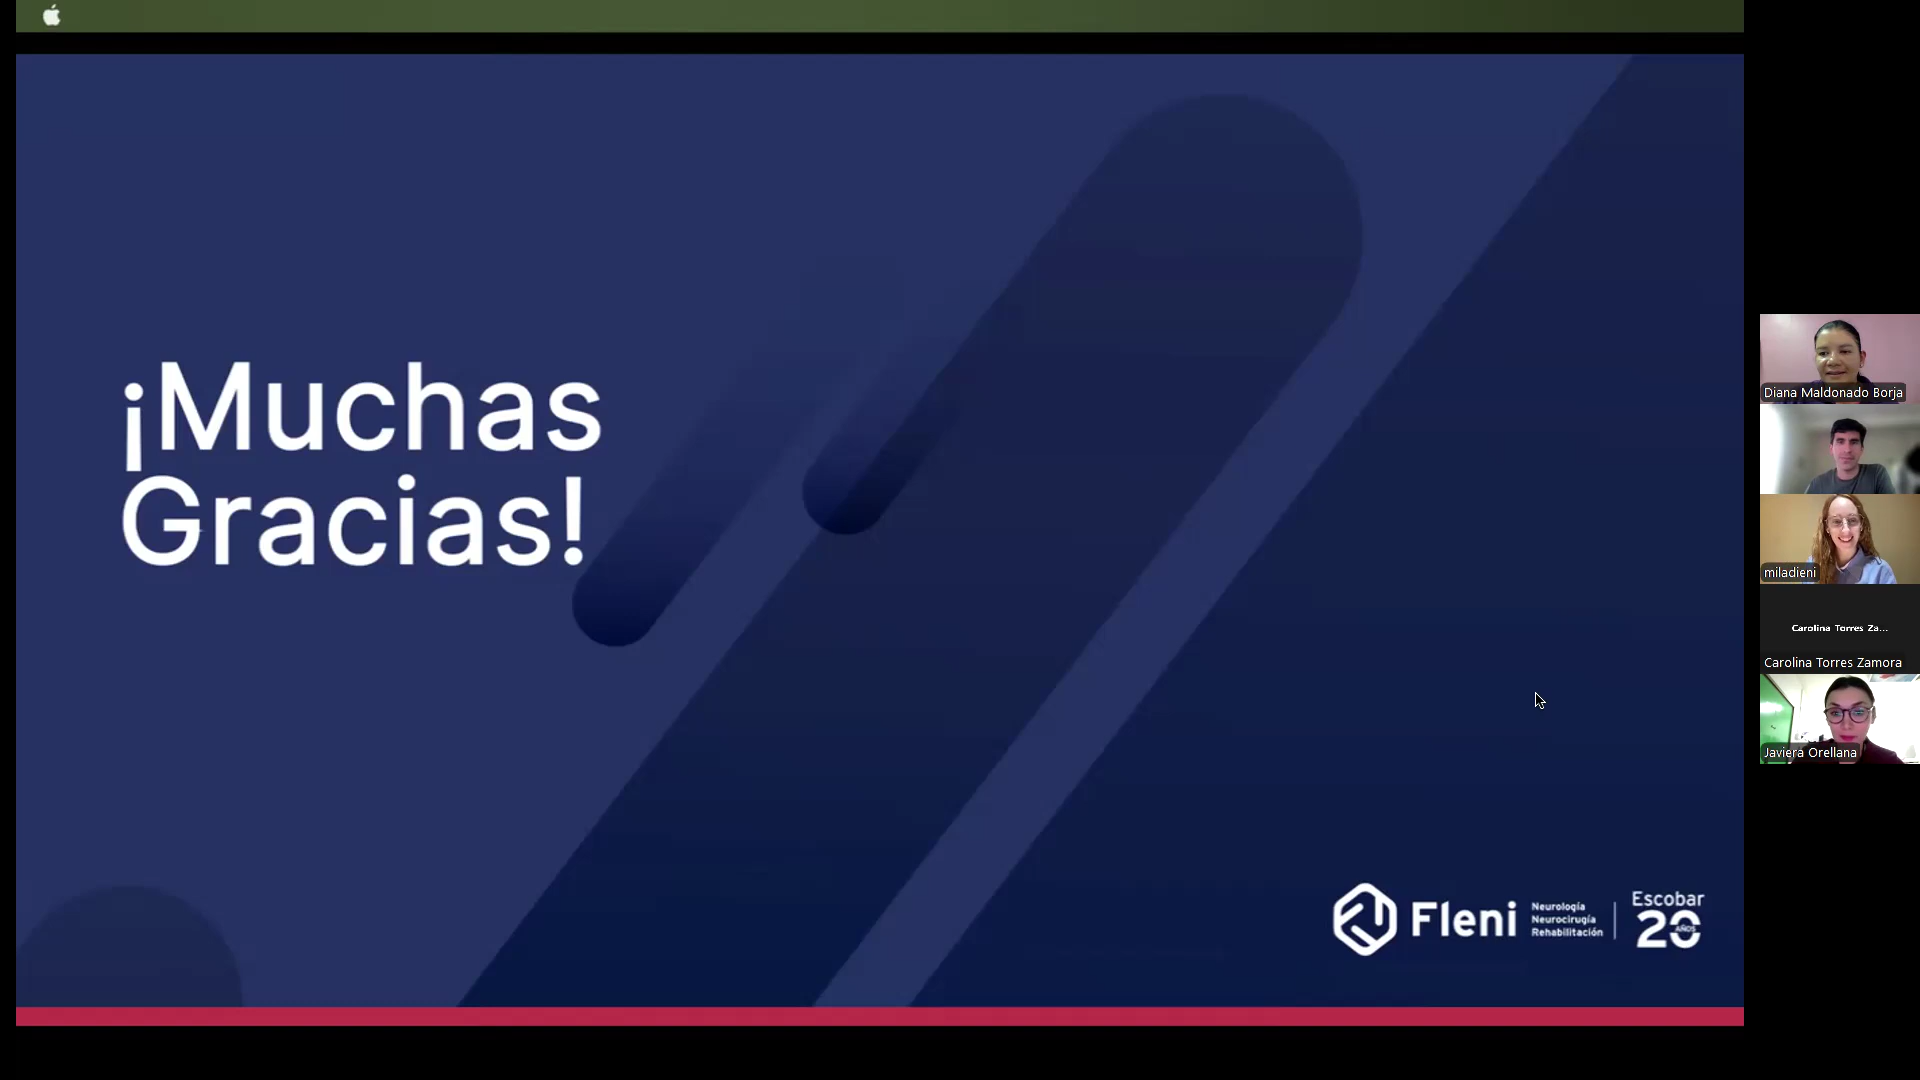 ¡Muchas
Gracias!
Fleni
Neurología
Neurocirugía
Rehabilitación
Escobar
20
AÑOS
Diana Maldonado Borja
miladieni
Carolina Torres Za...
Carolina Torres Zamora
Javiera Orellana